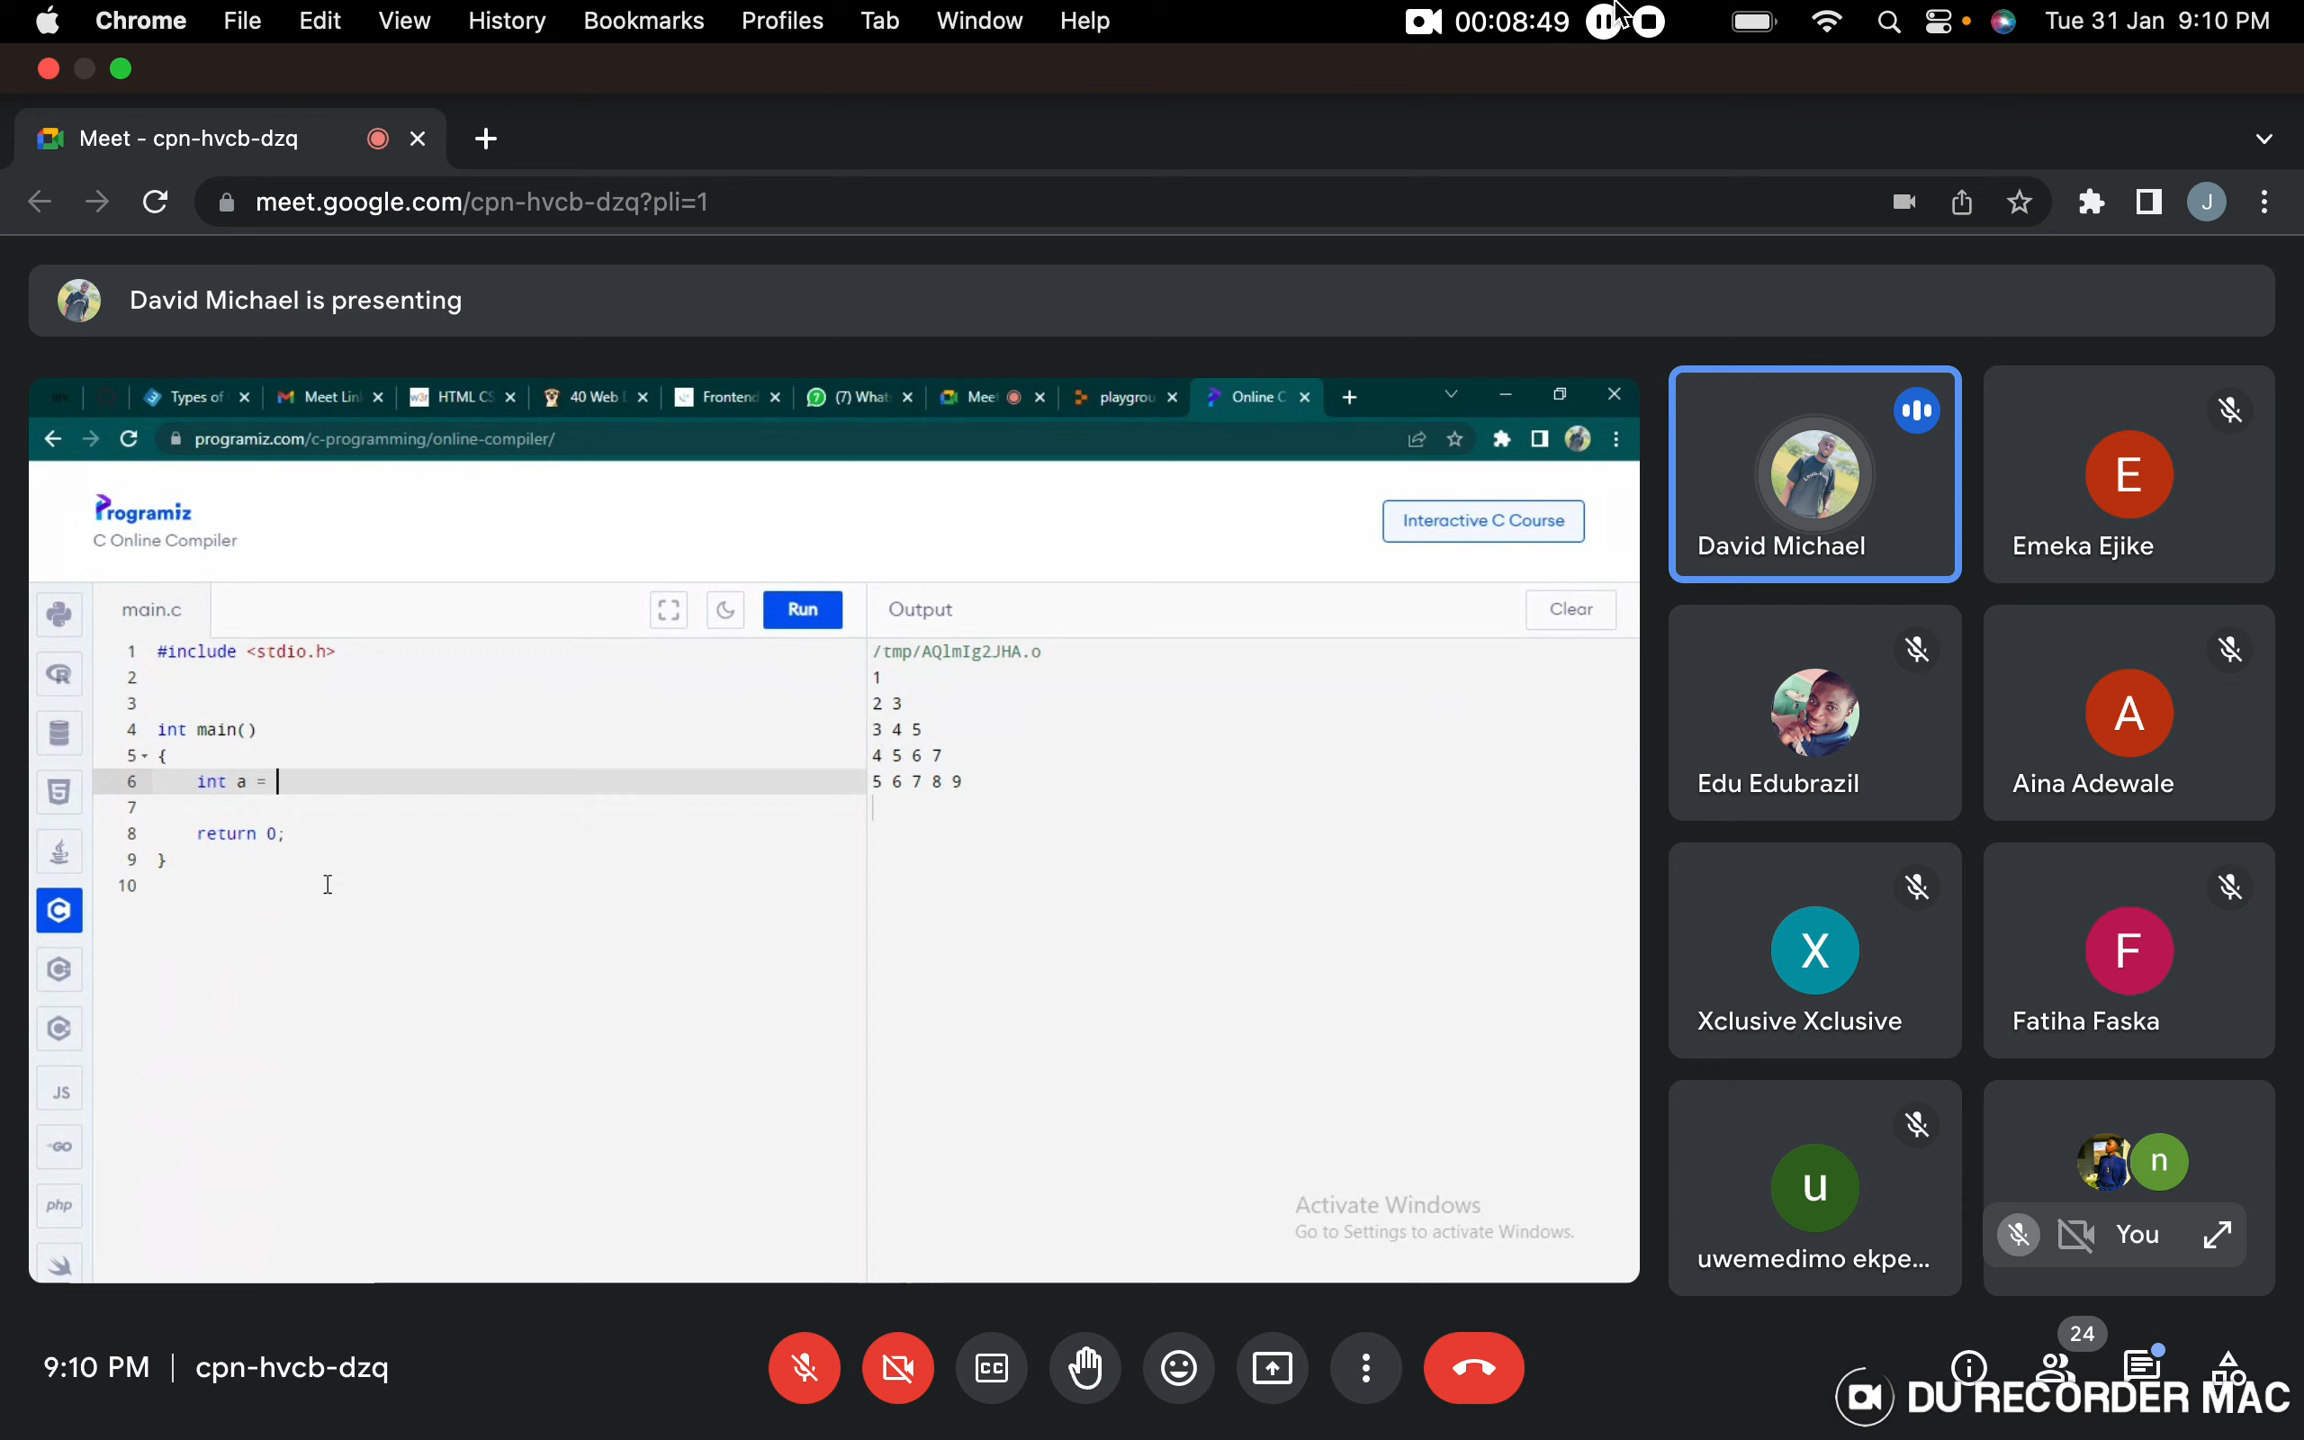 Chrome File Edit View History Bookmarks Profiles Tab Window Help 00:08:49 Tue 31 Jan 9:10 PM
Meet - cpn-hvcb-dzq
meet.google.com/cpn-hvcb-dzq?pli=1 J
David Michael is presenting
Types of Meet Lin HTML CS 40 Web Frontend (7) What Mee playgrou Online C
programiz.com/c-programming/online-compiler/
Programiz
C Online Compiler
Interactive C Course
main.c Run Output Clear
1 #include <stdio.h>
2
3
4 int main()
5 {
6 int a =
7
8 return 0;
9 }
10
/tmp/AQlmIg2JHA.o
1
2 3
3 4 5
4 5 6 7
5 6 7 8 9
JS
GO
php
Activate Windows
Go to Settings to activate Windows.
David Michael
E
Emeka Ejike
Edu Edubrazil
A
Aina Adewale
X
Xclusive Xclusive
F
Fatiha Faska
u
uwemedimo ekpe...
n
You
9:10 PM | cpn-hvcb-dzq
CC
24
DU RECORDER MAC